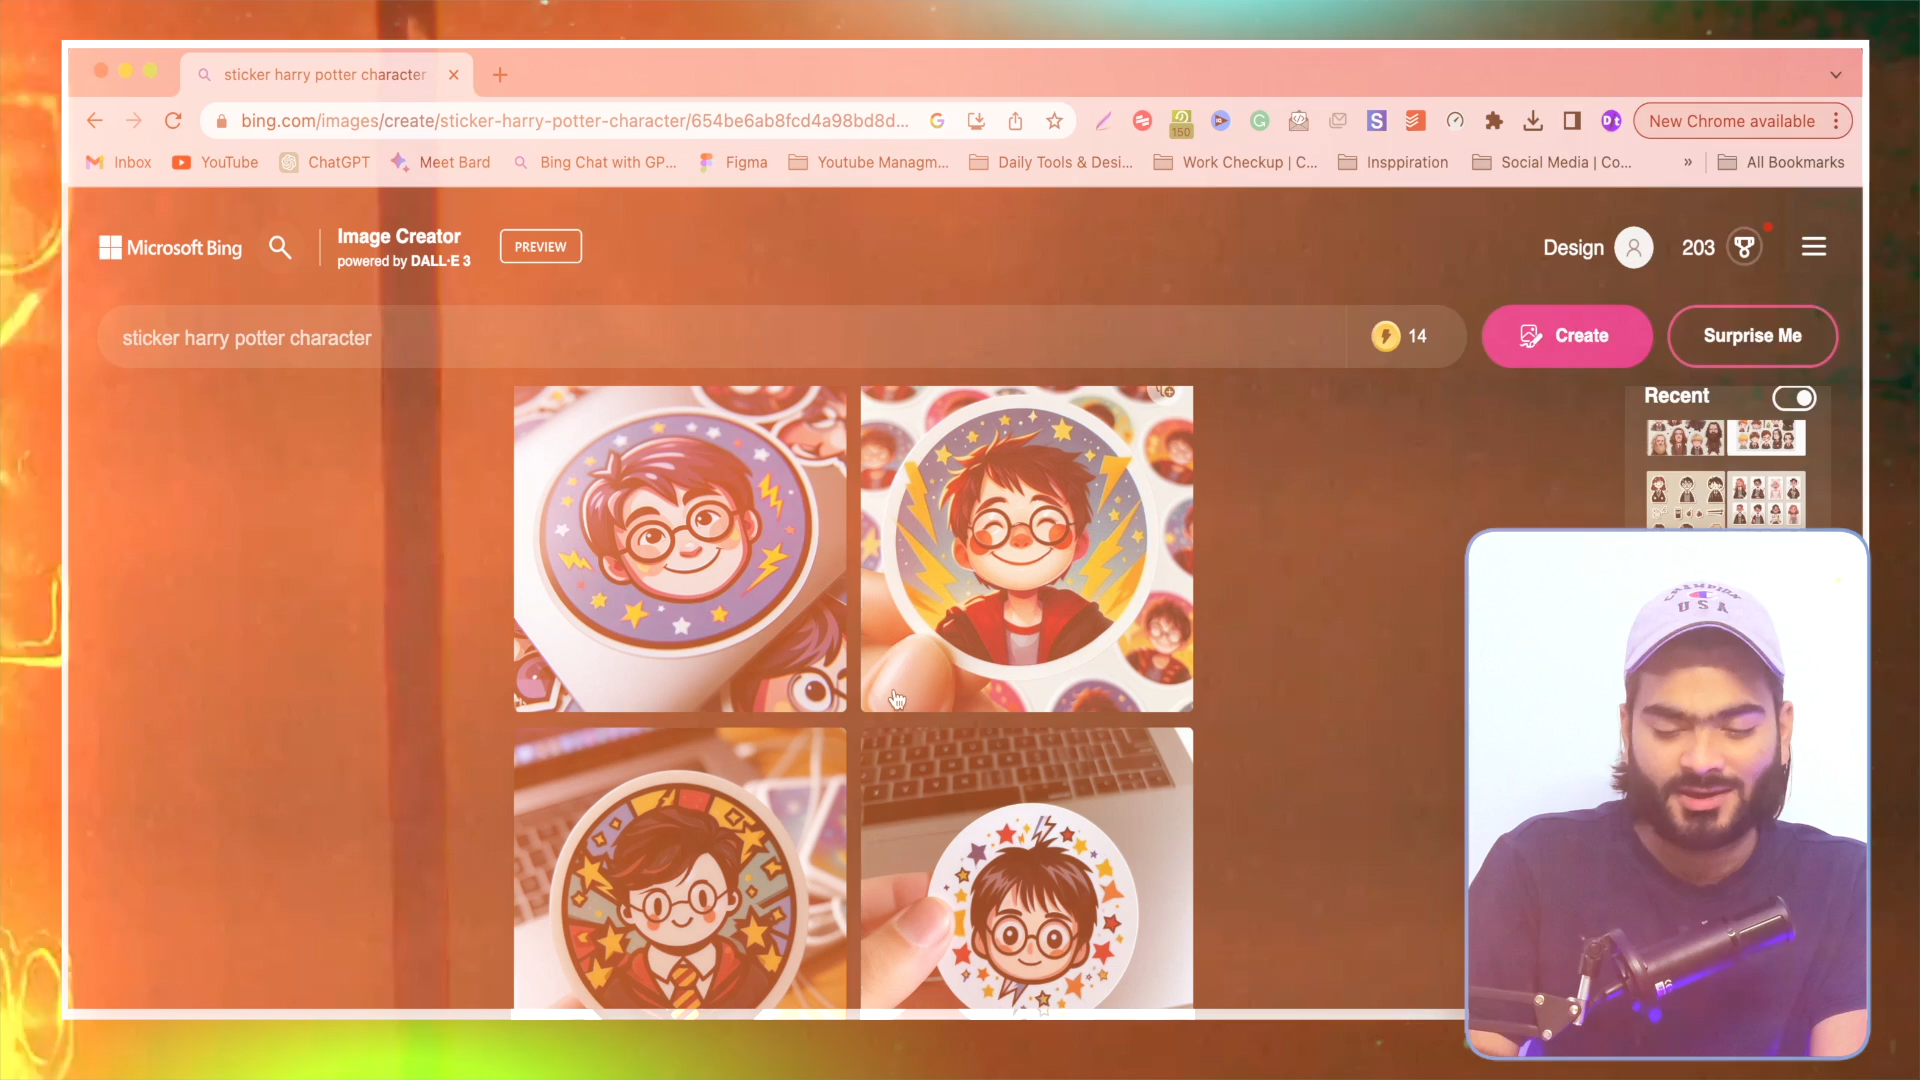 sticker harry potter character
bing.com/images/create/sticker-harry-potter-character/654be6ab8fcd4a98bd8d...
150
Dt
New Chrome available
Inbox
YouTube
ChatGPT
Meet Bard
Bing Chat with GP...
Figma
Youtube Managm...
Daily Tools & Desi...
Work Checkup | C...
Insppiration
Social Media | Co...
»
All Bookmarks
Microsoft Bing
Image Creator
powered by DALL·E 3
PREVIEW
Design
203
sticker harry potter character
14
Create
Surprise Me
Recent
CHAMPION
USA